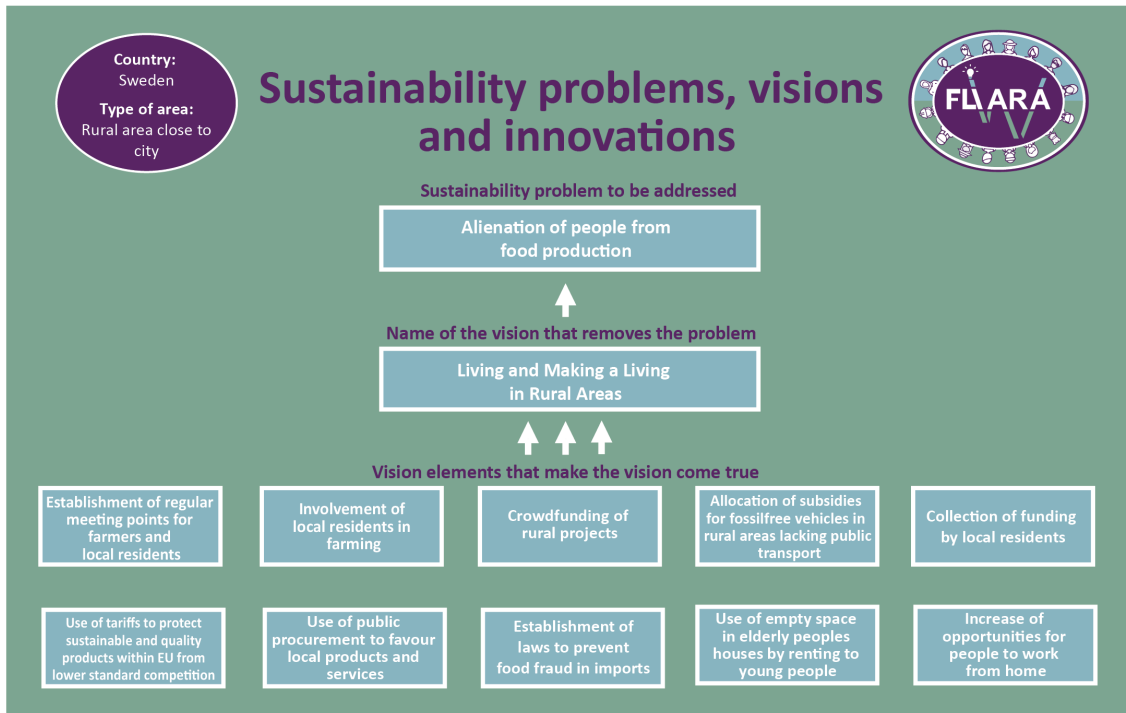 Country:
Sweden
Type of area:
Rural area close to
city
Sustainability problems, visions
and innovations
FLIARA
Sustainability problem to be addressed
Alienation of people from
food production
Name of the vision that removes the problem
Living and Making a Living
in Rural Areas
Vision elements that make the vision come true
Establishment of regular
meeting points for
farmers and
local residents
Involvement of
local residents in
farming
Crowdfunding of
rural projects
Allocation of subsidies
for fossilfree vehicles in
rural areas lacking public
transport
Collection of funding
by local residents
Use of tariffs to protect
sustainable and quality
products within EU from
lower standard competition
Use of public
procurement to favour
local products and
services
Establishment of
laws to prevent
food fraud in imports
Use of empty space
in elderly peoples
houses by renting to
young people
Increase of
opportunities for
people to work
from home